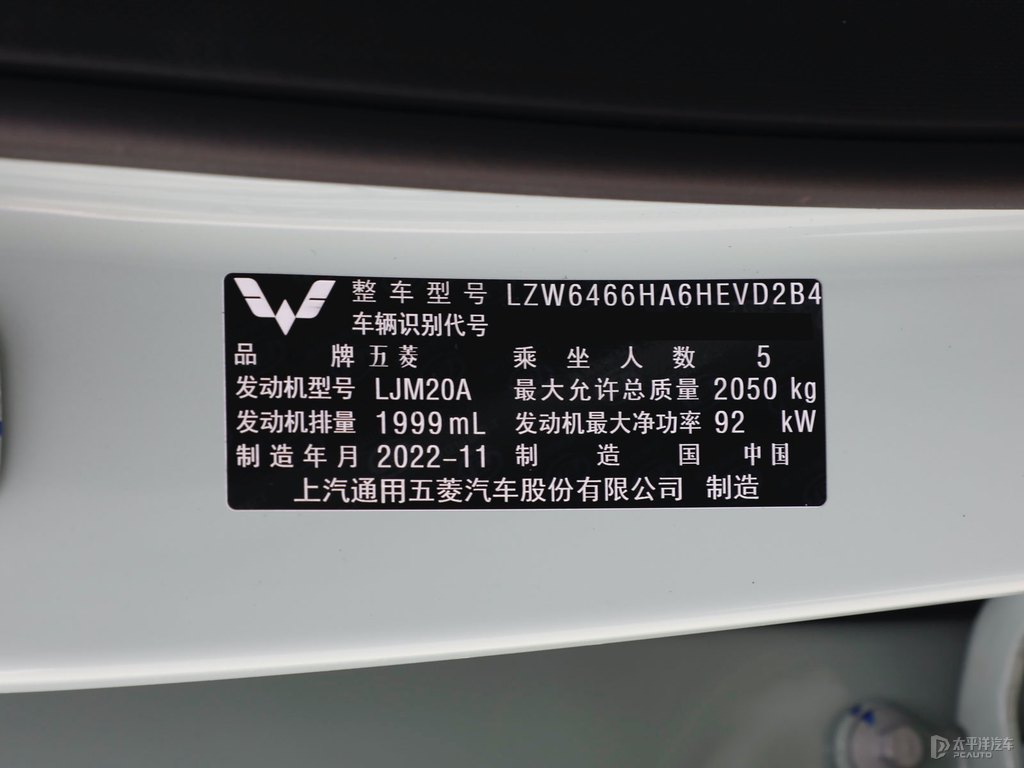 整车型号 LZW6466HA6HEVD2B4
车辆识别代号
品牌 五菱 乘坐人数 5
发动机型号 LJM20A 最大允许总质量 2050 kg
发动机排量 1999mL 发动机最大净功率 92 kW
制造年月 2022-11 制造国 中国
上汽通用五菱汽车股份有限公司 制造
太平洋汽车
PCAUTO